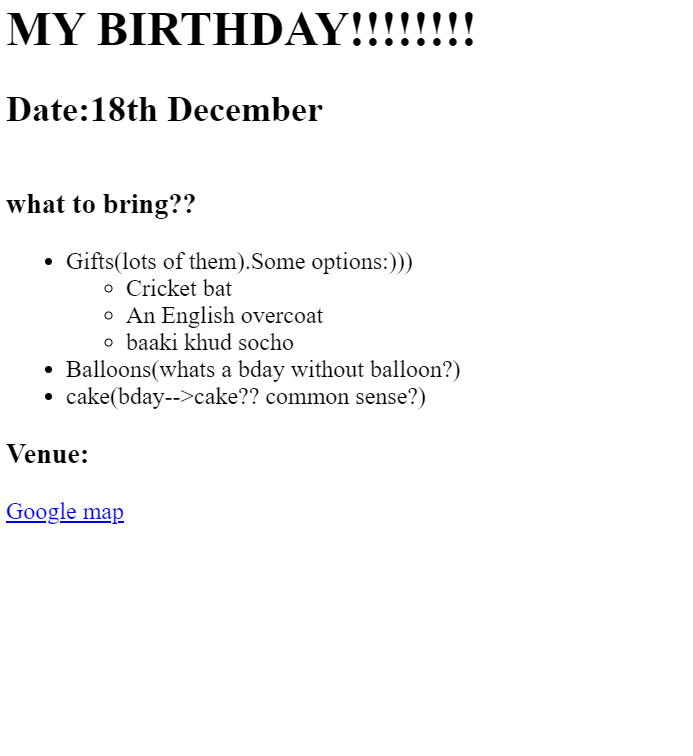 MY BIRTHDAY!!!!!!!!
Date:18th December
what to bring??
Gifts(lots of them).Some options:)))
Cricket bat
An English overcoat
baaki khud socho
Balloons(whats a bday without balloon?)
cake(bday-->cake?? common sense?)
Venue:
Google map